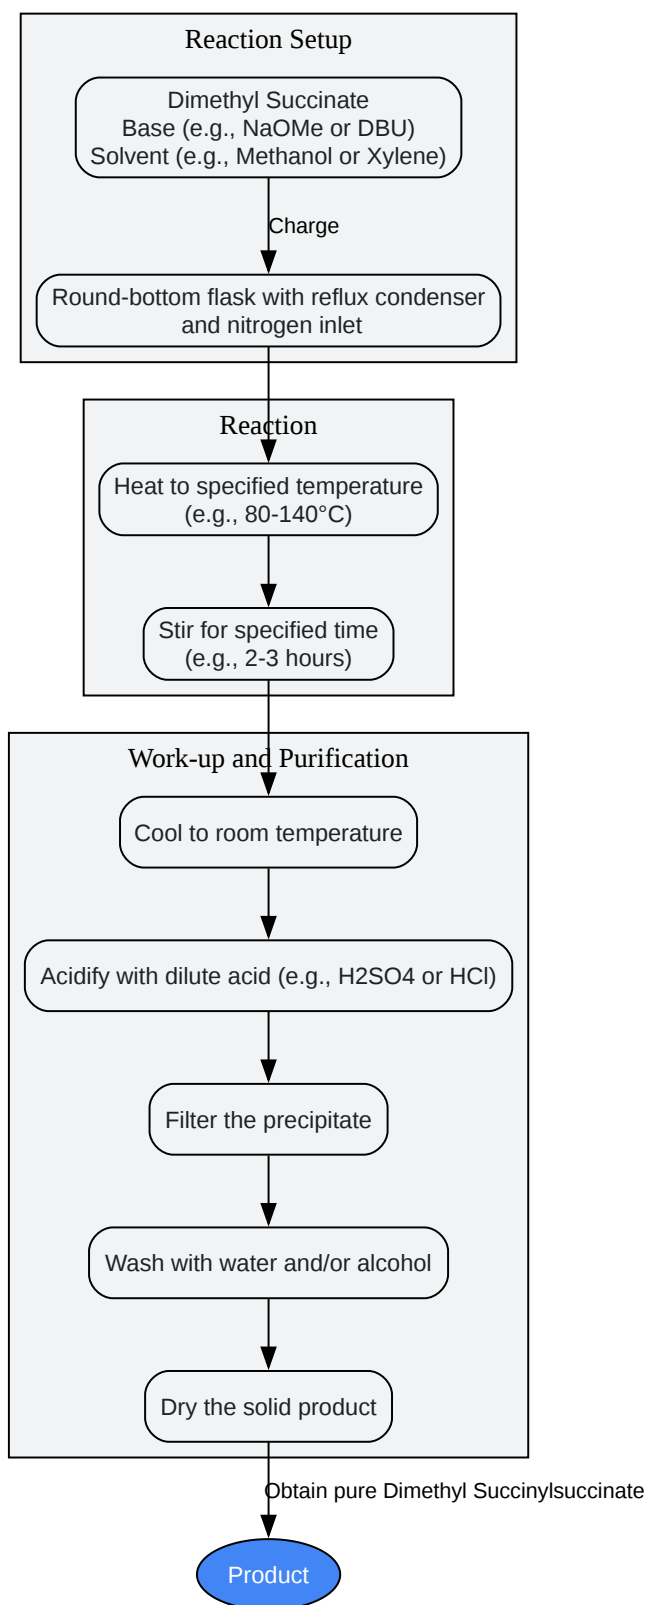 Reaction Setup
Dimethyl Succinate
Base (e.g., NaOMe or DBU)
Solvent (e.g., Methanol or Xylene)
Charge
Round-bottom flask with reflux condenser
and nitrogen inlet
Reaction
Heat to specified temperature
(e.g., 80-140°C)
Stir for specified time
(e.g., 2-3 hours)
Work-up and Purification
Cool to room temperature
Acidify with dilute acid (e.g., H2SO4 or HCl)
Filter the precipitate
Wash with water and/or alcohol
Dry the solid product
Obtain pure Dimethyl Succinylsuccinate
Product